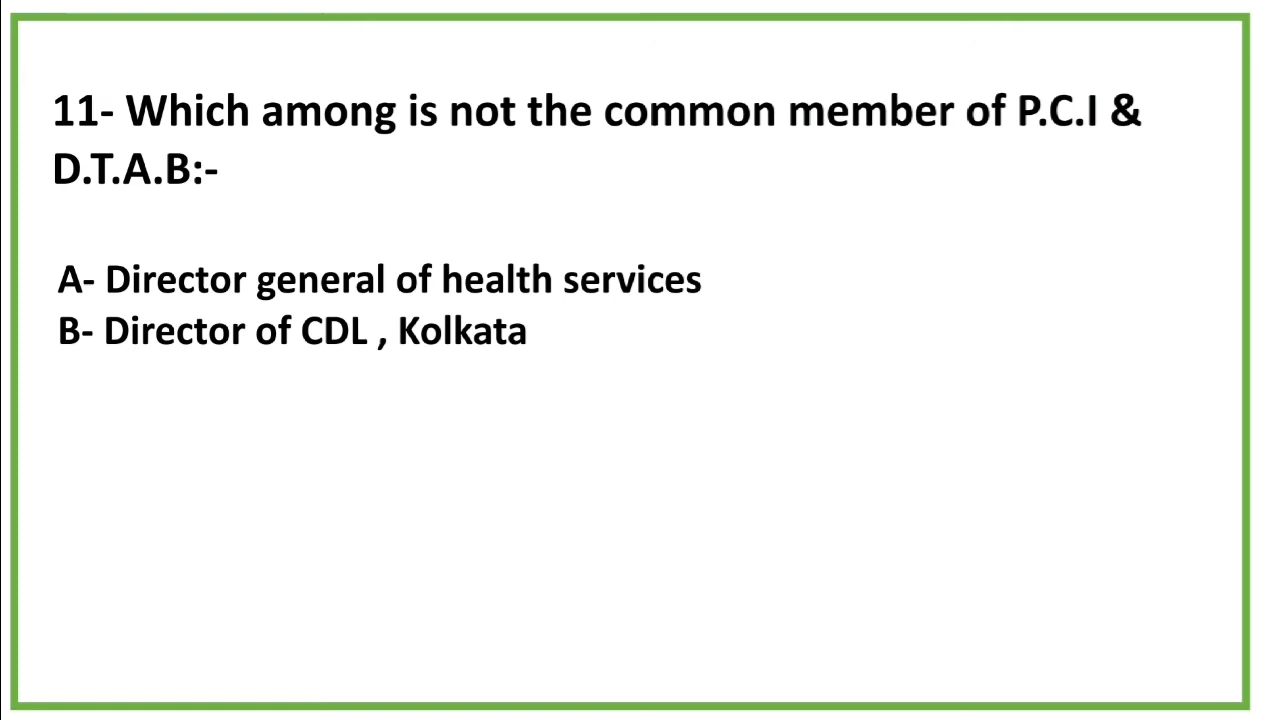 11- Which among is not the common member of P.C.I &
D.T.A.B:-
A- Director general of health services
B- Director of CDL , Kolkata